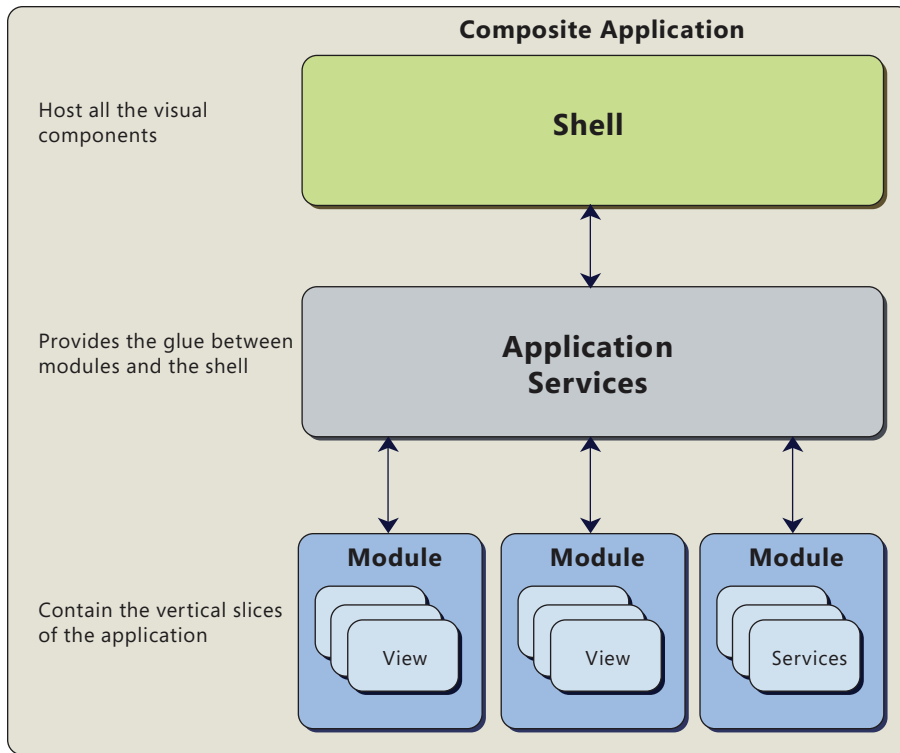 Composite Application
Host all the visual
components
Shell
Provides the glue between
modules and the shell
Application
Services
Contain the vertical slices
of the application
Module
View
Module
View
Module
Services